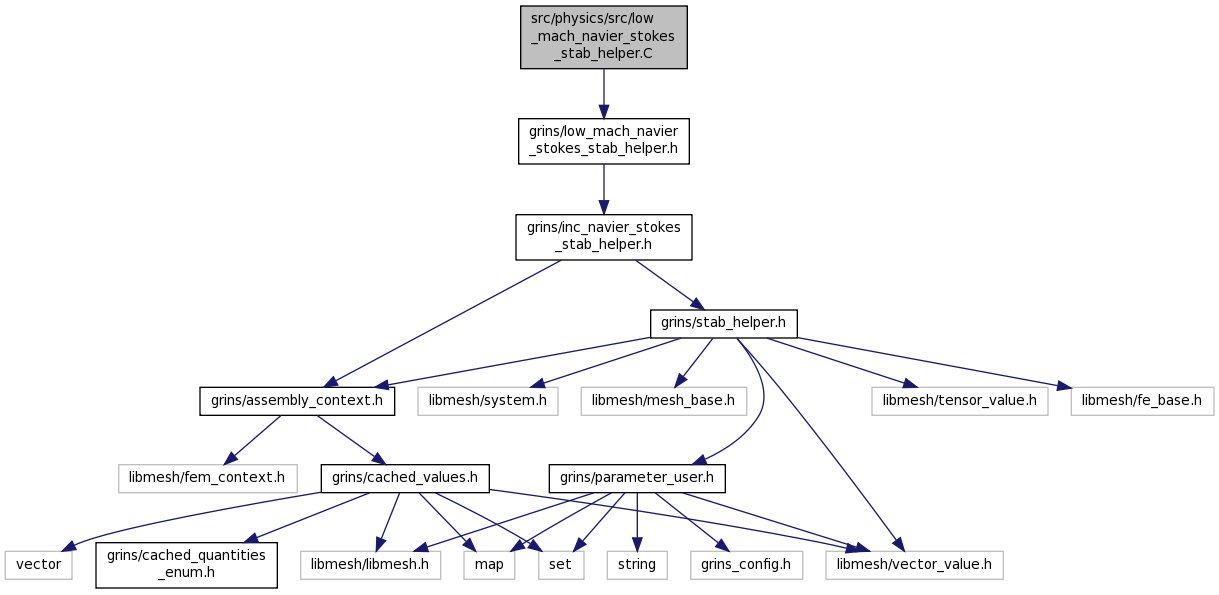 src/physics/src/low
_mach_navier_stokes
_stab_helper.C
grins/low_mach_navier
_stokes_stab_helper.h
grins/inc_navier_stokes
_stab_helper.h
grins/stab_helper.h
grins/assembly_context.h
libmesh/system.h
libmesh/mesh_base.h
libmesh/tensor_value.h
libmesh/fe_base.h
libmesh/fem_context.h
grins/cached_values.h
grins/parameter_user.h
vector
grins/cached_quantities
_enum.h
libmesh/libmesh.h
map
set
string
grins_config.h
libmesh/vector_value.h